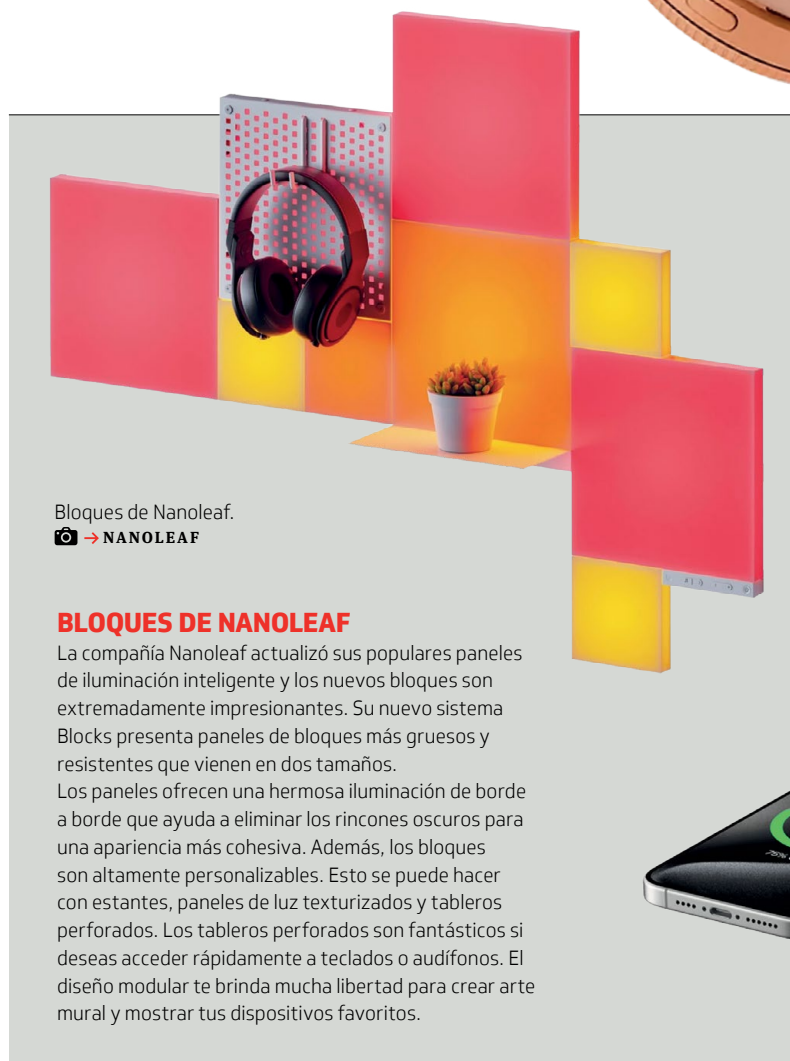 Bloques de Nanoleaf.
→ NANOLEAF
BLOQUES DE NANOLEAF
La compañía Nanoleaf actualizó sus populares paneles
de iluminación inteligente y los nuevos bloques son
extremadamente impresionantes. Su nuevo sistema
Blocks presenta paneles de bloques más gruesos y
resistentes que vienen en dos tamaños.
Los paneles ofrecen una hermosa iluminación de borde
a borde que ayuda a eliminar los rincones oscuros para
una apariencia más cohesiva. Además, los bloques
son altamente personalizables. Esto se puede hacer
con estantes, paneles de luz texturizados y tableros
perforados. Los tableros perforados son fantásticos si
deseas acceder rápidamente a teclados o audífonos. El
diseño modular te brinda mucha libertad para crear arte
mural y mostrar tus dispositivos favoritos.
75%